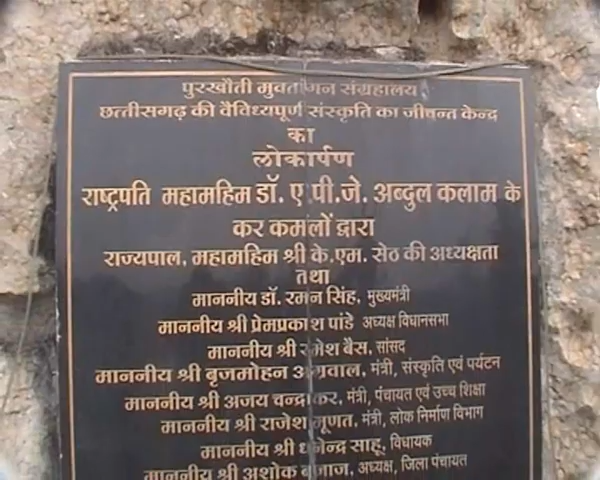 पुरखौती मुक्तांगन संग्रहालय
छत्तीसगढ़ की वैविध्यपूर्ण संस्कृति का जीवन्त केन्द्र
का
लोकार्पण
राष्ट्रपति महामहिम डॉ. ए.पी.जे. अब्दुल कलाम के
कर कमलों द्वारा
राज्यपाल, महामहिम श्री के.एम. सेठ की अध्यक्षता
तथा
माननीय डॉ. रमन सिंह, मुख्यमंत्री
माननीय श्री प्रेमप्रकाश पांडे अध्यक्ष विधानसभा
माननीय श्री रमेश बैस, सांसद
माननीय श्री बृजमोहन अग्रवाल, मंत्री, संस्कृति एवं पर्यटन
माननीय श्री अजय चन्द्राकर, मंत्री, पंचायत एवं उच्च शिक्षा
माननीय श्री राजेश मूणत, मंत्री, लोक निर्माण विभाग
माननीय श्री धनेन्द्र साहू, विधायक
माननीय श्री अशोक बजाज, अध्यक्ष, जिला पंचायत